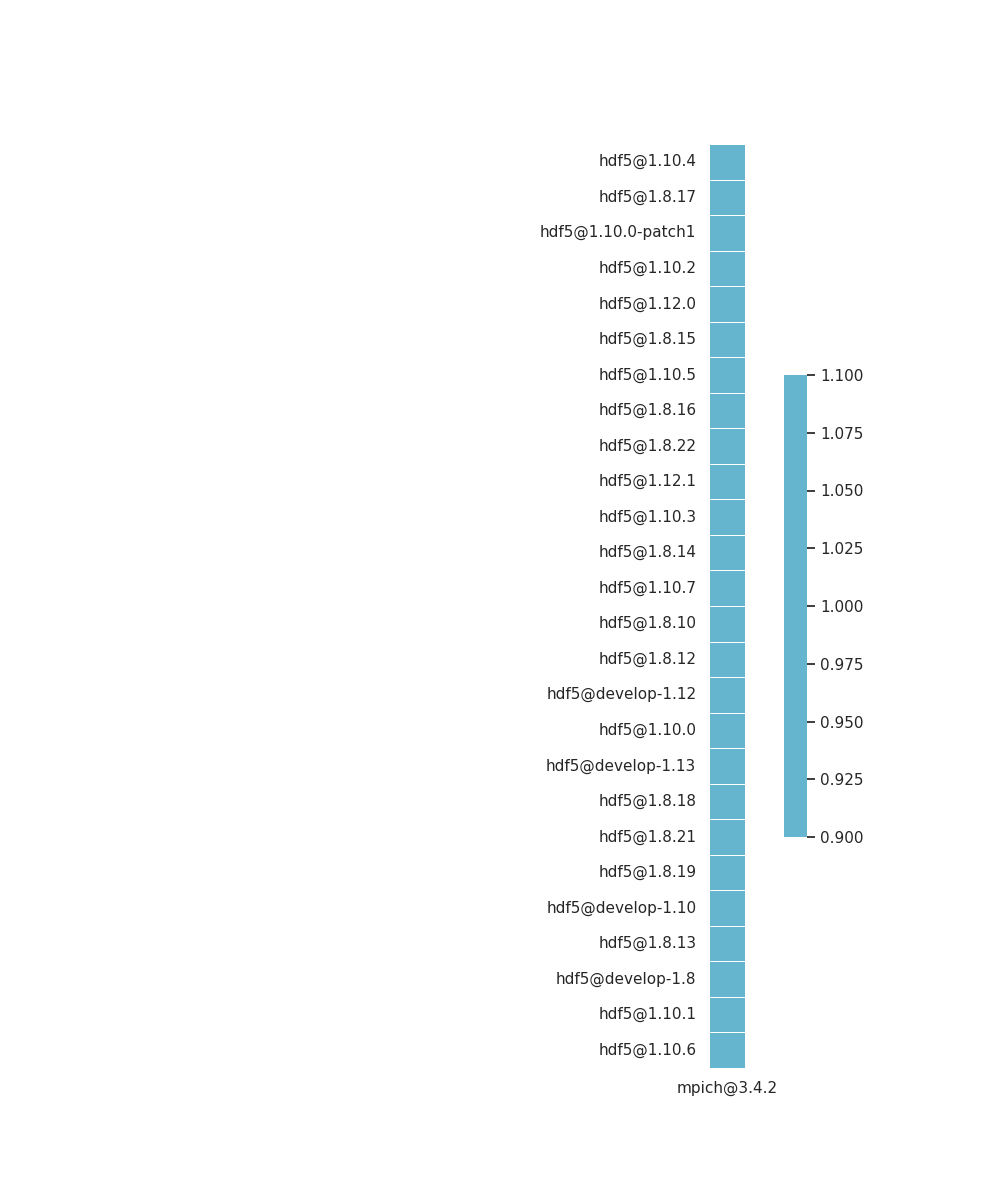 hdf5@1.10.4
hdf5@1.8.17
hdf5@1.10.0-patch1
hdf5@1.10.2
hdf5@1.12.0
hdf5@1.8.15
hdf5@1.10.5
hdf5@1.8.16
hdf5@1.8.22
hdf5@1.12.1
hdf5@1.10.3
hdf5@1.8.14
hdf5@1.10.7
hdf5@1.8.10
hdf5@1.8.12
hdf5@develop-1.12
hdf5@1.10.0
hdf5@develop-1.13
hdf5@1.8.18
hdf5@1.8.21
hdf5@1.8.19
hdf5@develop-1.10
hdf5@1.8.13
hdf5@develop-1.8
hdf5@1.10.1
hdf5@1.10.6
mpich@3.4.2
1.100
1.075
1.050
1.025
1.000
0.975
0.950
0.925
0.900